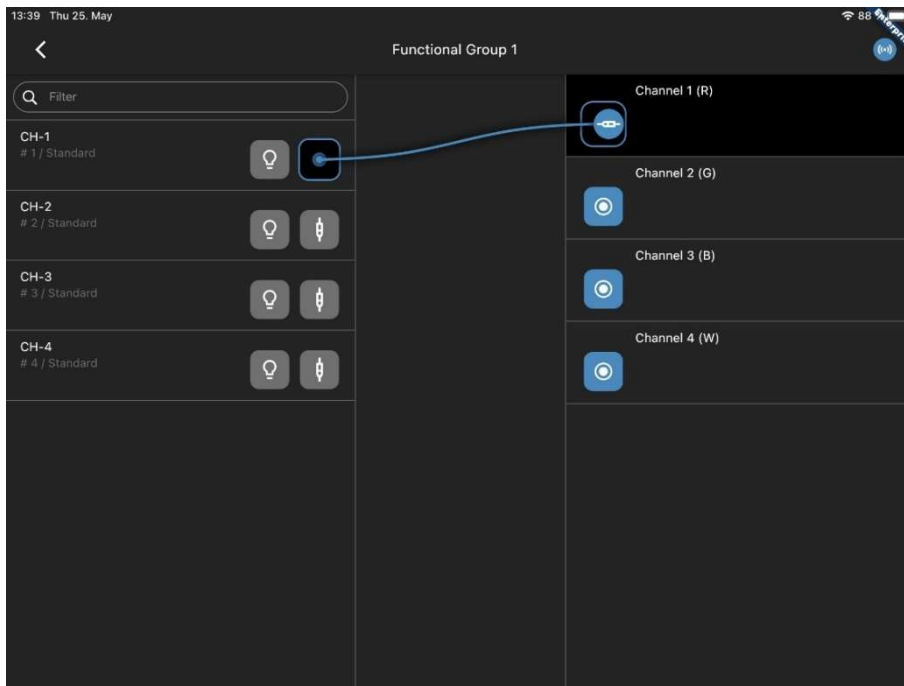 13:39 Thu 25. May
88
Functional Group 1
Filter
CH-1
# 1 / Standard
CH-2
# 2 / Standard
CH-3
# 3 / Standard
CH-4
# 4 / Standard
Channel 1 (R)
Channel 2 (G)
Channel 3 (B)
Channel 4 (W)